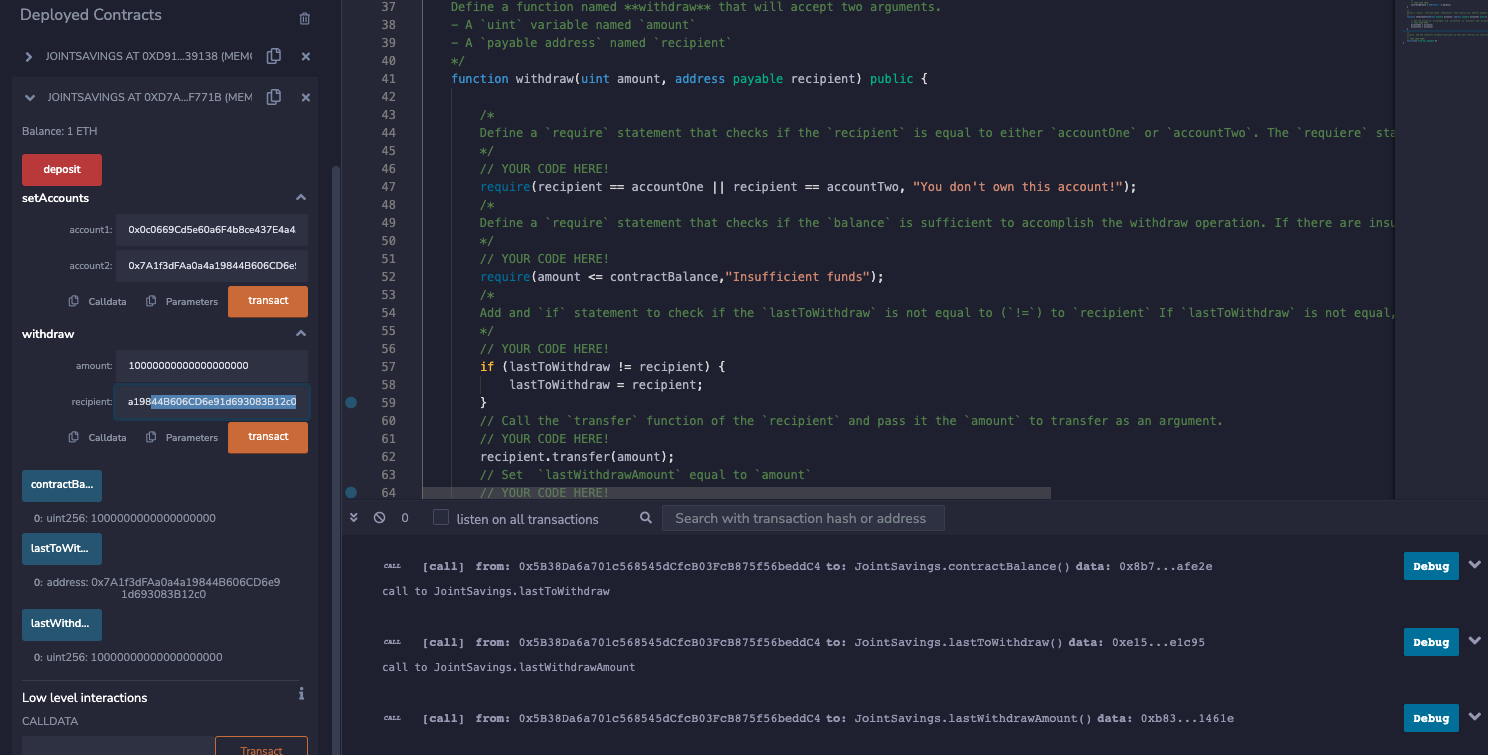 Deployed Contracts
JOINTSAVINGS AT 0XD91...39138 (MEM
JOINTSAVINGS AT 0XD7A...F771B (MEM
Balance: 1 ETH
deposit
setAccounts
account1: 0x0c0669Cd5e60a6F4b8ce437E4a4
account2: 0x7A1f3dFAa0a4a19844B606CD6e
Calldata Parameters transact
withdraw
amount: 10000000000000000000
recipient: a19844B606CD6e91d693083B12c0
Calldata Parameters transact
contractBa...
0: uint256: 1000000000000000000
lastToWit...
0: address: 0x7A1f3dFAa0a4a19844B606CD6e9
1d693083B12c0
lastWithd...
0: uint256: 10000000000000000000
Low level interactions
CALLDATA
Transact
37 Define a function named **withdraw** that will accept two arguments.
38 - A `uint` variable named `amount`
39 - A `payable address` named `recipient`
40 */
41 function withdraw(uint amount, address payable recipient) public {
42
43 /*
44 Define a `require` statement that checks if the `recipient` is equal to either `accountOne` or `accountTwo`. The `requiere` sta
45 */
46 // YOUR CODE HERE!
47 require(recipient == accountOne || recipient == accountTwo, "You don't own this account!");
48 /*
49 Define a `require` statement that checks if the `balance` is sufficient to accomplish the withdraw operation. If there are insu
50 */
51 // YOUR CODE HERE!
52 require(amount <= contractBalance,"Insufficient funds");
53 /*
54 Add and `if` statement to check if the `lastToWithdraw` is not equal to (`!=`) to `recipient` If `lastToWithdraw` is not equal,
55 */
56 // YOUR CODE HERE!
57 if (lastToWithdraw != recipient) {
58 lastToWithdraw = recipient;
59 }
60 // Call the `transfer` function of the `recipient` and pass it the `amount` to transfer as an argument.
61 // YOUR CODE HERE!
62 recipient.transfer(amount);
63 // Set  `lastWithdrawAmount` equal to `amount`
64 // YOUR CODE HERE!
0 listen on all transactions Search with transaction hash or address
CALL [call] from: 0x5B38Da6a701c568545dCfcB03FcB875f56beddC4 to: JointSavings.contractBalance() data: 0x8b7...afe2e Debug
call to JointSavings.lastToWithdraw
CALL [call] from: 0x5B38Da6a701c568545dCfcB03FcB875f56beddC4 to: JointSavings.lastToWithdraw() data: 0xe15...e1c95 Debug
call to JointSavings.lastWithdrawAmount
CALL [call] from: 0x5B38Da6a701c568545dCfcB03FcB875f56beddC4 to: JointSavings.lastWithdrawAmount() data: 0xb83...1461e Debug